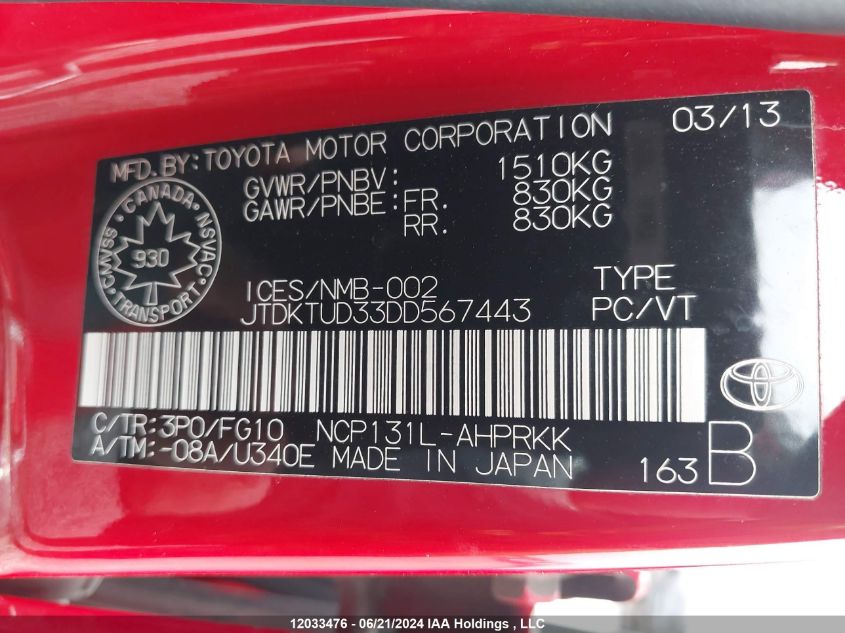 MFD.BY:TOYOTA MOTOR CORPORATION 03/13
GVWR/PNBV: 1510KG
GAWR/PNBE:FR. 830KG
RR. 830KG
CANADA
CMVSS NSVAC
930
TRANSPORT
ICES/NMB-002 TYPE
JTDKTUD33DD567443 PC/VT
C/TR:3P0/FG10 NCP131L-AHPRKK
A/TM:-08A/U340E MADE IN JAPAN 163 B
12033476 - 06/21/2024 IAA Holdings , LLC